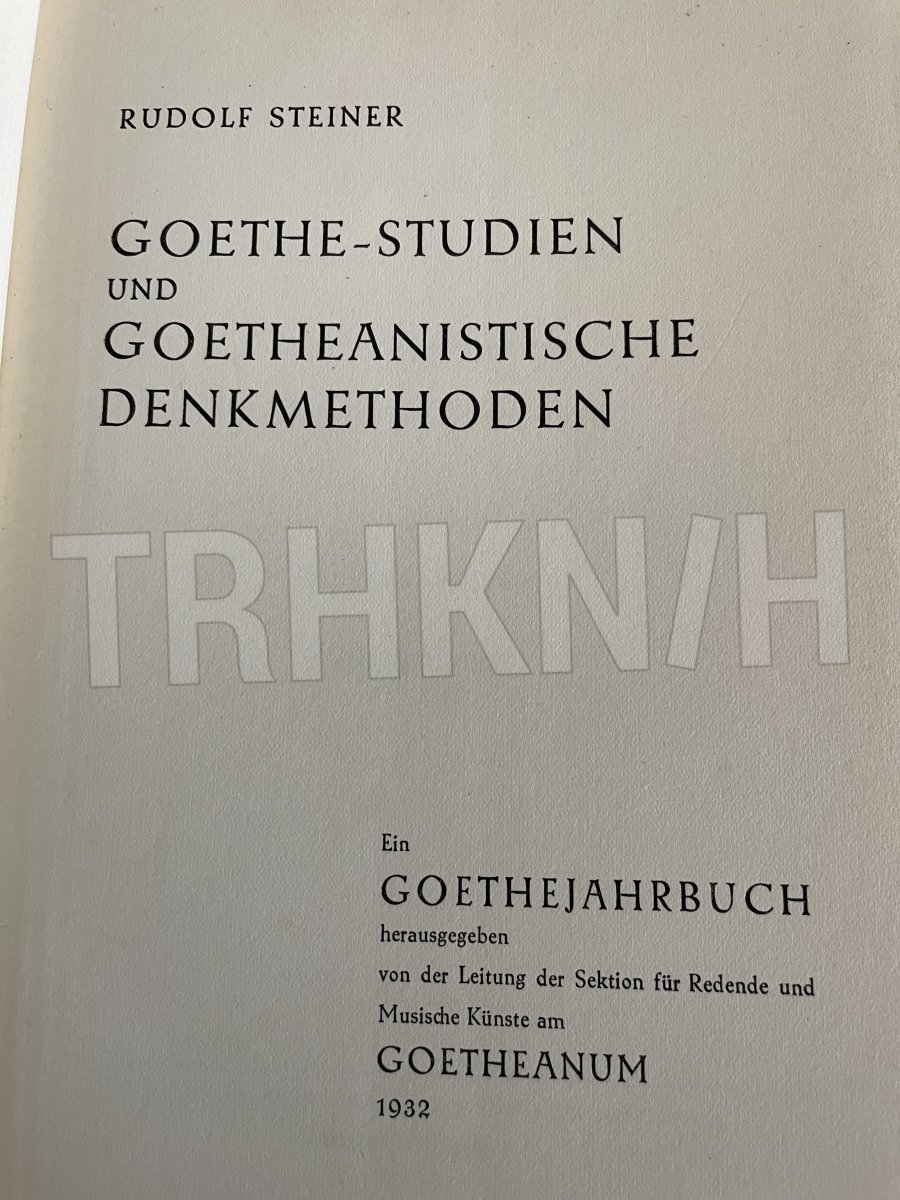 RUDOLF STEINER
GOETHE-STUDIEN
UND
GOETHEANISTISCHE
DENKMETHODEN
TRHKN/H
Ein
GOETHEJAHRBUCH
herausgegeben
von der Leitung der Sektion für Redende und
Musische Künste am
GOETHEANUM
1932